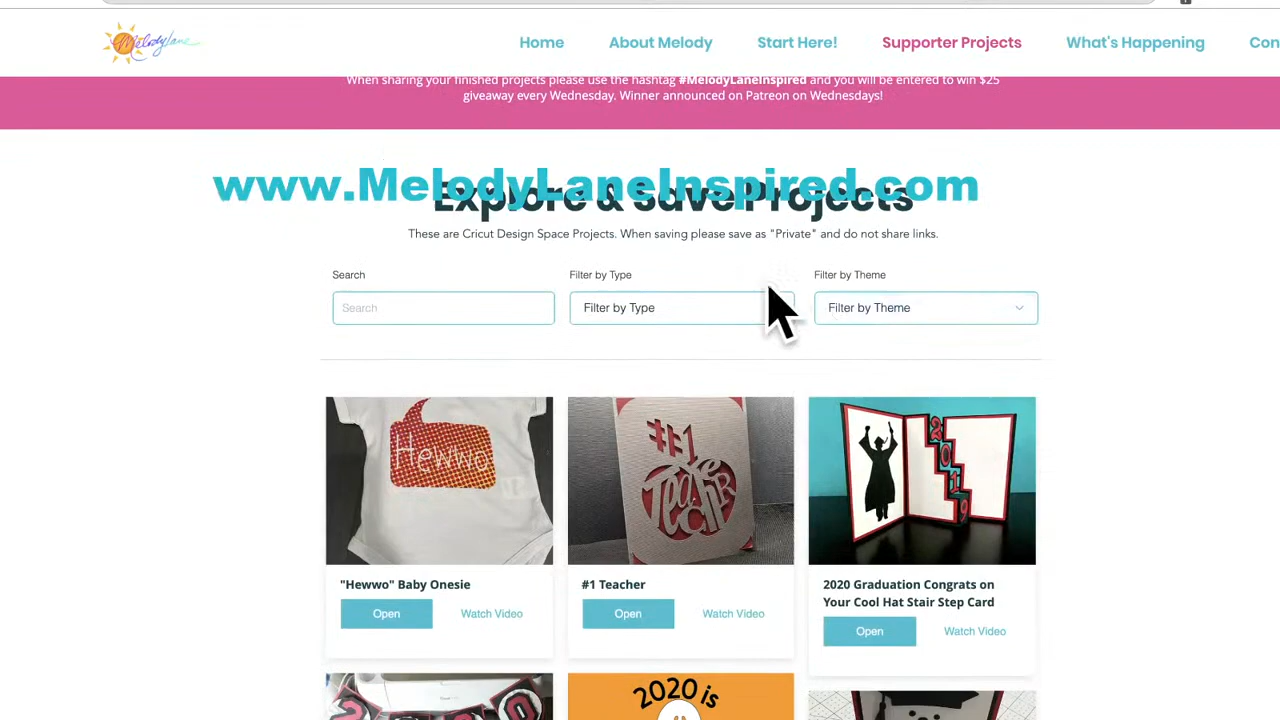 MelodyLane
Home
About Melody
Start Here!
Supporter Projects
What's Happening
Con
When sharing your finished projects please use the hashtag #MelodyLaneInspired and you will be entered to win $25
giveaway every Wednesday. Winner announced on Patreon on Wednesdays!
www.MelodyLaneInspired.com
Explore & Save Projects
These are Cricut Design Space Projects. When saving please save as "Private" and do not share links.
Search
Filter by Type
Filter by Theme
Search
Filter by Type
Filter by Theme
Hewwo
#1
Teacher
2019
"Hewwo" Baby Onesie
Open
Watch Video
#1 Teacher
Open
Watch Video
2020 Graduation Congrats on
Your Cool Hat Stair Step Card
Open
Watch Video
2020 is